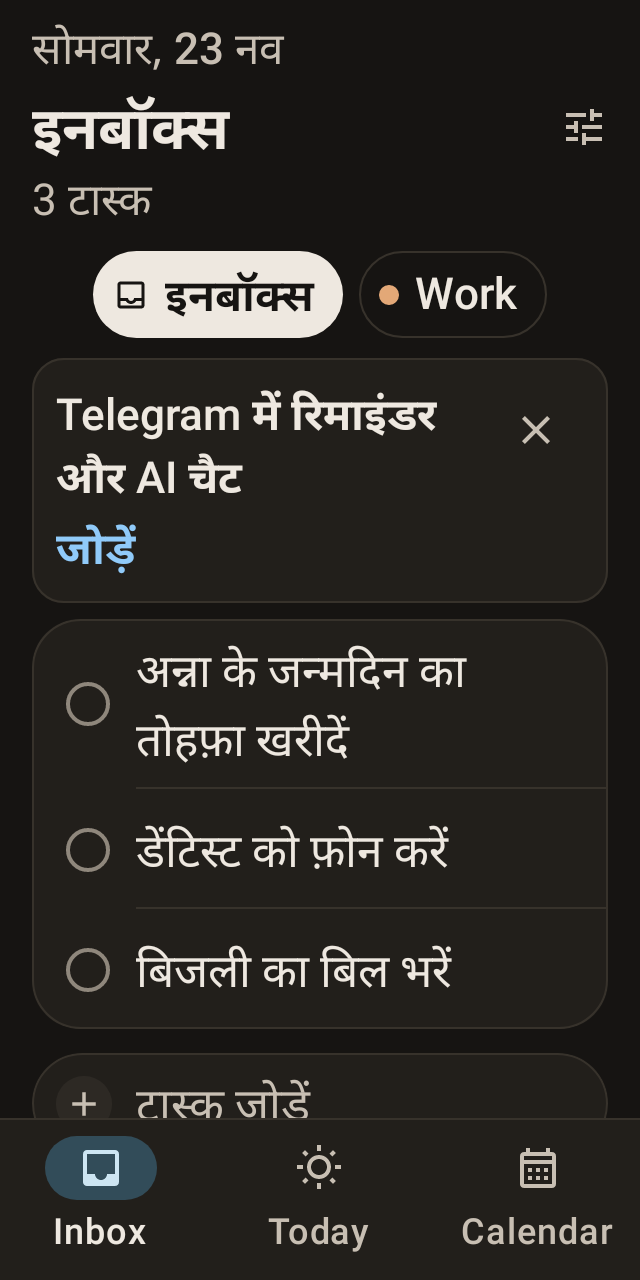 सोमवार, 23 नव
इनबॉक्स
3 टास्क
इनबॉक्स
Work
Telegram में रिमाइंडर
और AI चैट
जोड़ें
अन्ना के जन्मदिन का
तोहफ़ा खरीदें
डेंटिस्ट को फ़ोन करें
बिजली का बिल भरें
टास्क जोड़ें
Inbox
Today
Calendar